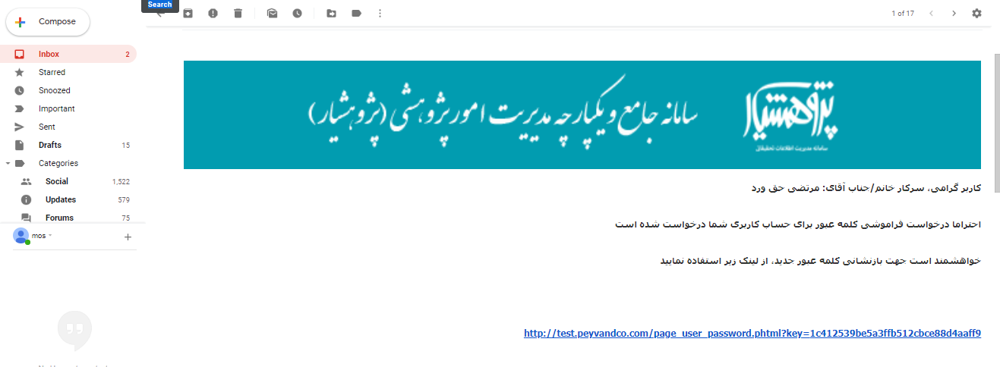 Search
Compose
1 of 17
Inbox 2
Starred
Snoozed
Important
Sent
Drafts 15
Categories
Social 1,522
Updates 579
Forums 75
mos
پژوهشیار
سامانه مدیریت اطلاعات تحقیقاتی
سامانه جامع و یکپارچه مدیریت امور پژوهشی (پژوهشیار)
کاربر گرامی، سرکار خانم/جناب آقای: مرتضی حق ورد
احتراما درخواست فراموشی کلمه عبور برای حساب کاربری شما درخواست شده است
خواهشمند است جهت بازنشانی کلمه عبور جدید، از لینک زیر استفاده نمایید
http://test.peyvandco.com/page_user_password.phtml?key=1c412539be5a3ffb512cbce88d4aaff9